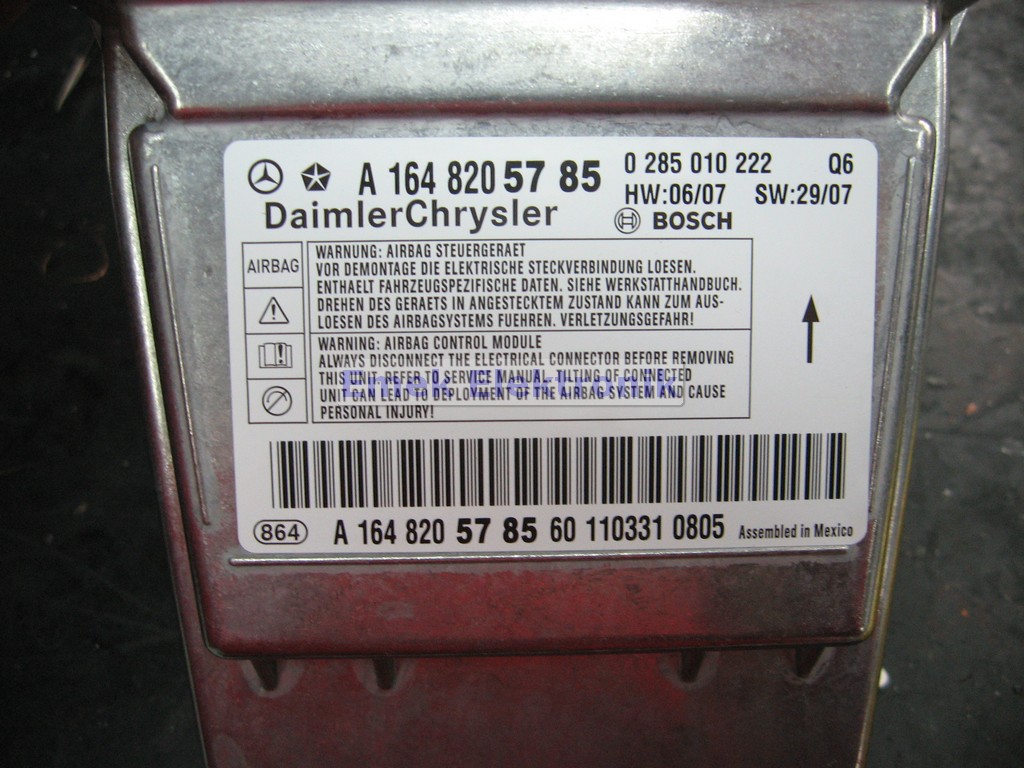 A 164 820 57 85
0 285 010 222 Q6
HW:06/07 SW:29/07
DaimlerChrysler
BOSCH
AIRBAG
WARNUNG: AIRBAG STEUERGERAET
VOR DEMONTAGE DIE ELEKTRISCHE STECKVERBINDUNG LOESEN.
ENTHAELT FAHRZEUGSPEZIFISCHE DATEN. SIEHE WERKSTATTHANDBUCH.
DREHEN DES GERAETS IN ANGESTECKTEM ZUSTAND KANN ZUM AUS-
LOESEN DES AIRBAGSYSTEMS FUEHREN. VERLETZUNGSGEFAHR!
WARNING: AIRBAG CONTROL MODULE
ALWAYS DISCONNECT THE ELECTRICAL CONNECTOR BEFORE REMOVING
THIS UNIT. REFER TO SERVICE MANUAL. TILTING OF CONNECTED
UNIT CAN LEAD TO DEPLOYMENT OF THE AIRBAG SYSTEM AND CAUSE
PERSONAL INJURY!
Emek Elektronik
864 A 164 820 57 85 60 110331 0805 Assembled in Mexico